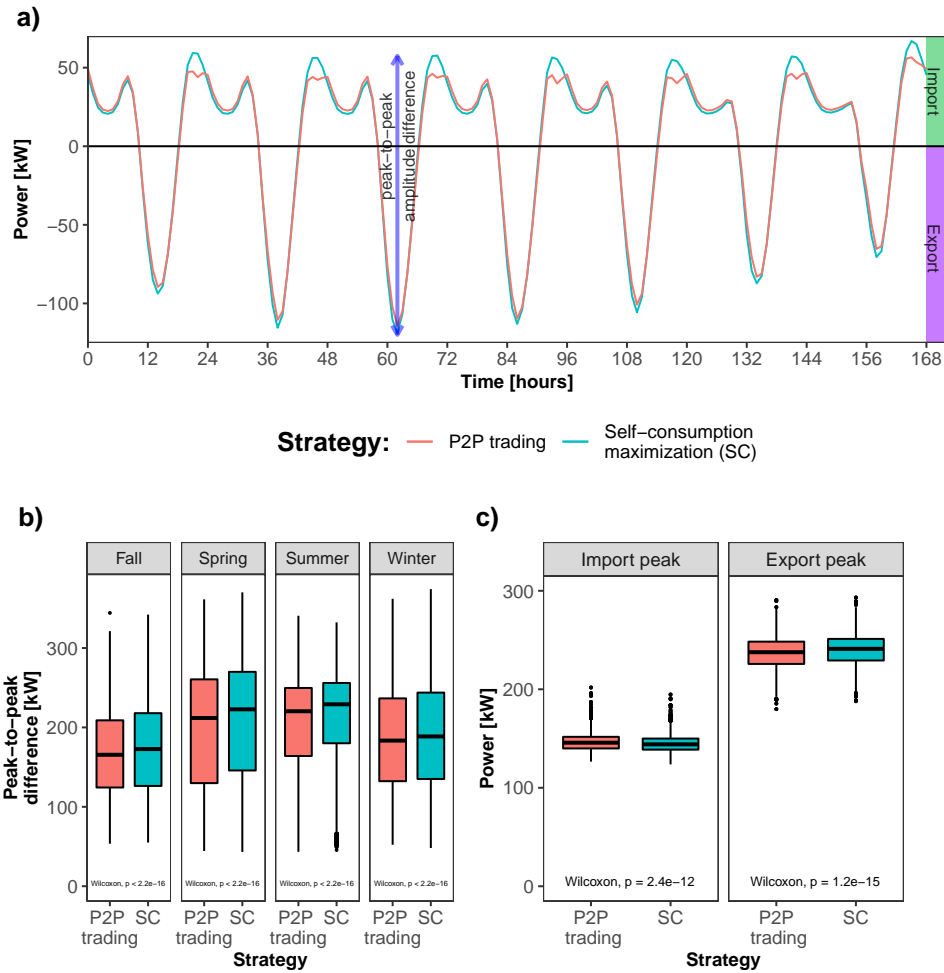 a)
Power [kW]
50
0
−50
−100
peak−to−peak
amplitude difference
Import
Export
0 12 24 36 48 60 72 84 96 108 120 132 144 156 168
Time [hours]
Strategy: P2P trading Self−consumption
maximization (SC)
b)
Fall Spring Summer Winter
Peak−to−peak
difference [kW]
300
200
100
0
Wilcoxon, p < 2.2e−16 Wilcoxon, p < 2.2e−16 Wilcoxon, p < 2.2e−16 Wilcoxon, p < 2.2e−16
P2P SC P2P SC P2P SC P2P SC
trading trading trading trading
Strategy
c)
Import peak Export peak
Power [kW]
300
200
100
0
Wilcoxon, p = 2.4e−12 Wilcoxon, p = 1.2e−15
P2P SC P2P SC
trading trading
Strategy